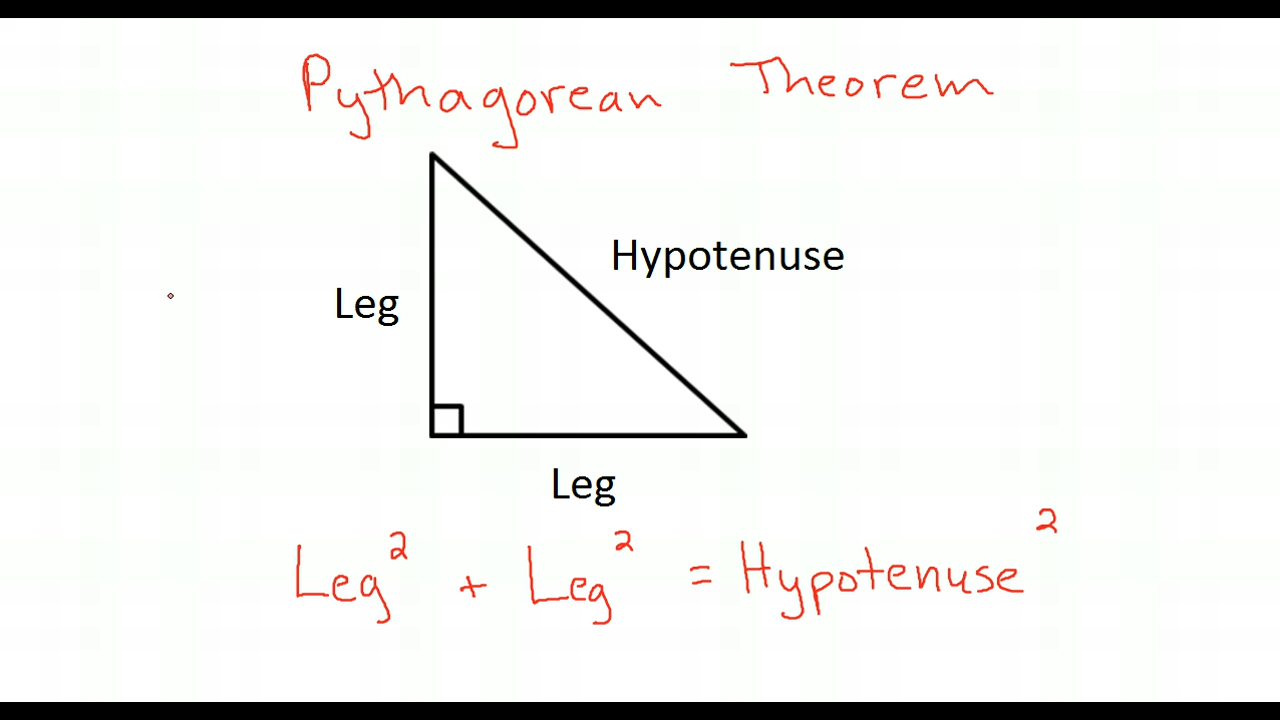 Pythagorean Theorem
Hypotenuse
Leg
Leg
Leg² + Leg² = Hypotenuse²